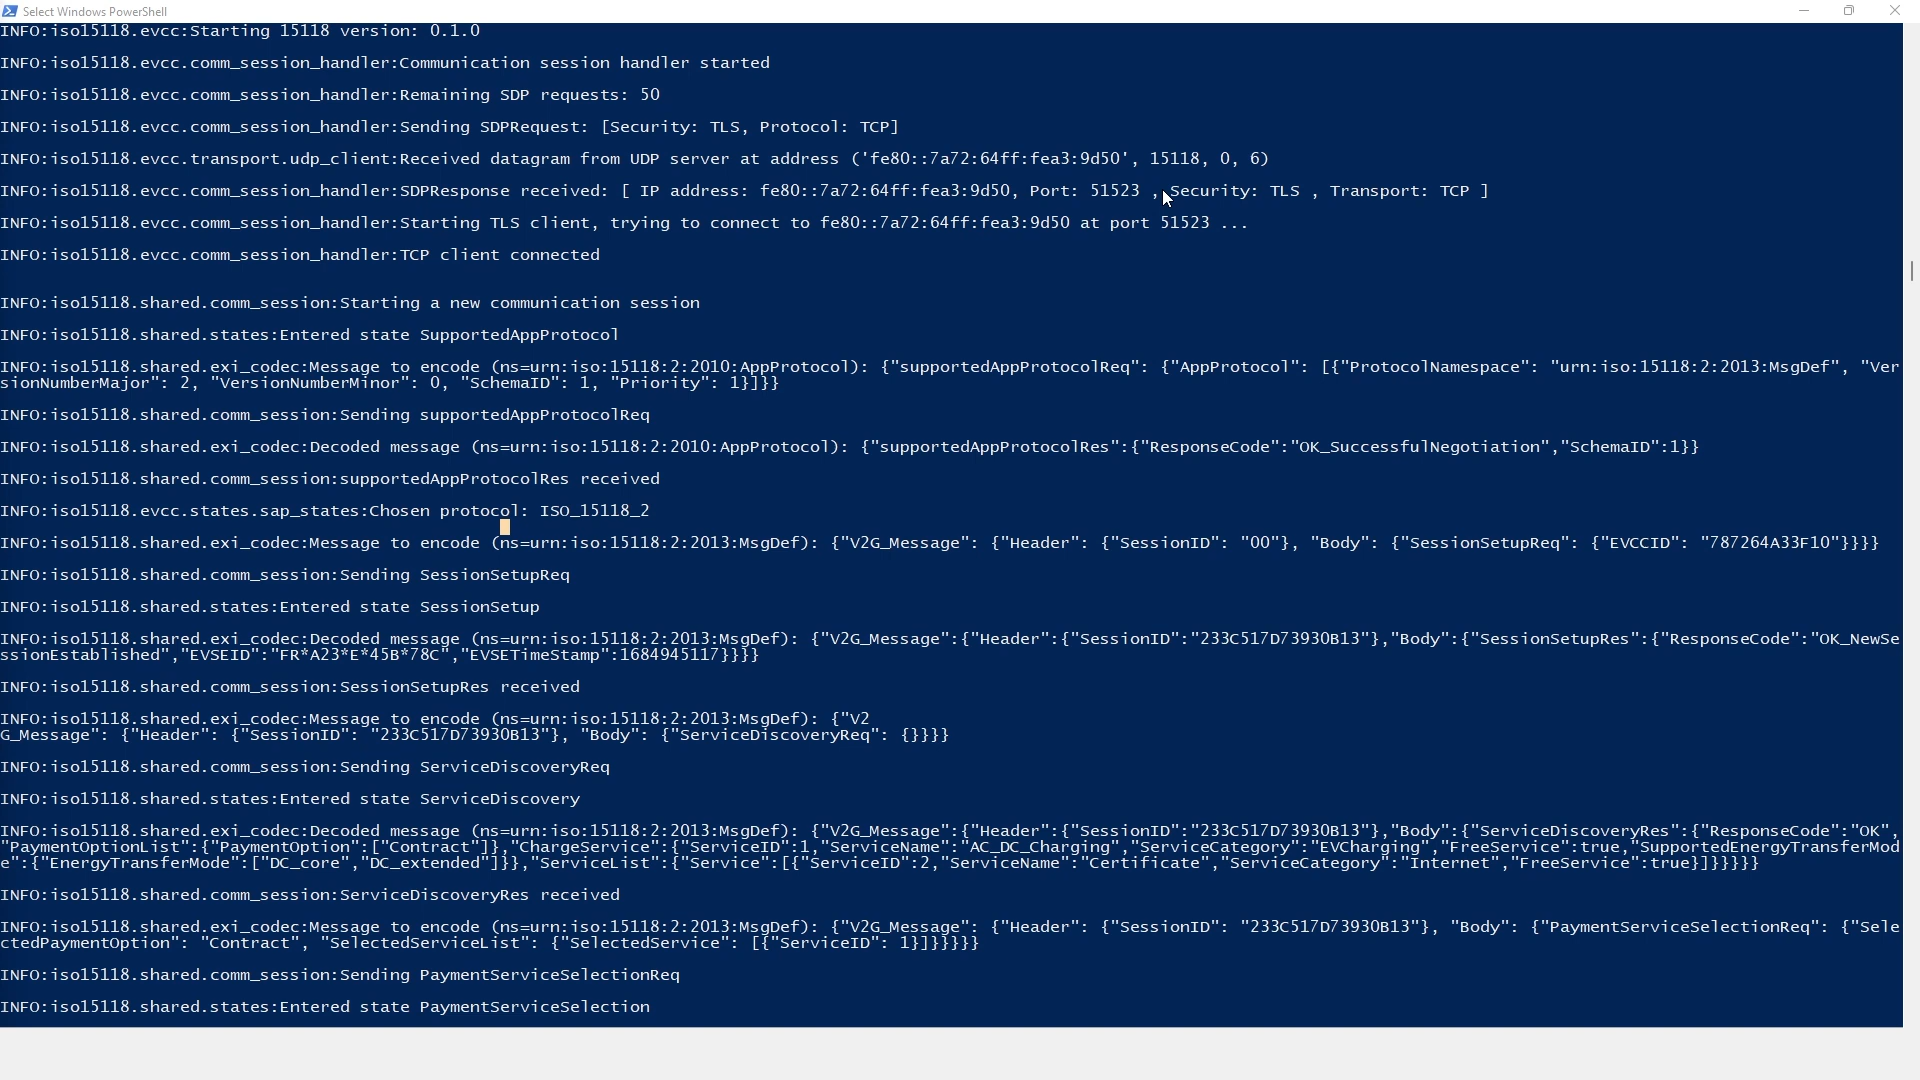 Select Windows PowerShell
INFO:iso15118.evcc:Starting 15118 version: 0.1.0
INFO:iso15118.evcc.comm_session_handler:Communication session handler started
INFO:iso15118.evcc.comm_session_handler:Remaining SDP requests: 50
INFO:iso15118.evcc.comm_session_handler:Sending SDPRequest: [Security: TLS, Protocol: TCP]
INFO:iso15118.evcc.transport.udp_client:Received datagram from UDP server at address ('fe80::7a72:64ff:fea3:9d50', 15118, 0, 6)
INFO:iso15118.evcc.comm_session_handler:SDPResponse received: [ IP address: fe80::7a72:64ff:fea3:9d50, Port: 51523 , Security: TLS , Transport: TCP ]
INFO:iso15118.evcc.comm_session_handler:Starting TLS client, trying to connect to fe80::7a72:64ff:fea3:9d50 at port 51523 ...
INFO:iso15118.evcc.comm_session_handler:TCP client connected
INFO:iso15118.shared.comm_session:Starting a new communication session
INFO:iso15118.shared.states:Entered state SupportedAppProtocol
INFO:iso15118.shared.exi_codec:Message to encode (ns=urn:iso:15118:2:2010:AppProtocol): {"supportedAppProtocolReq": {"AppProtocol": [{"ProtocolNamespace": "urn:iso:15118:2:2013:MsgDef", "Ver
sionNumberMajor": 2, "VersionNumberMinor": 0, "SchemaID": 1, "Priority": 1}]}}
INFO:iso15118.shared.comm_session:Sending supportedAppProtocolReq
INFO:iso15118.shared.exi_codec:Decoded message (ns=urn:iso:15118:2:2010:AppProtocol): {"supportedAppProtocolRes":{"ResponseCode":"OK_SuccessfulNegotiation","SchemaID":1}}
INFO:iso15118.shared.comm_session:supportedAppProtocolRes received
INFO:iso15118.evcc.states.sap_states:Chosen protocol: ISO_15118_2
INFO:iso15118.shared.exi_codec:Message to encode (ns=urn:iso:15118:2:2013:MsgDef): {"V2G_Message": {"Header": {"SessionID": "00"}, "Body": {"SessionSetupReq": {"EVCCID": "787264A33F10"}}}}
INFO:iso15118.shared.comm_session:Sending SessionSetupReq
INFO:iso15118.shared.states:Entered state SessionSetup
INFO:iso15118.shared.exi_codec:Decoded message (ns=urn:iso:15118:2:2013:MsgDef): {"V2G_Message":{"Header":{"SessionID":"233C517D73930B13"},"Body":{"SessionSetupRes":{"ResponseCode":"OK_NewSe
ssionEstablished","EVSEID":"FR*A23*E*45B*78C","EVSETimeStamp":1684945117}}}}
INFO:iso15118.shared.comm_session:SessionSetupRes received
INFO:iso15118.shared.exi_codec:Message to encode (ns=urn:iso:15118:2:2013:MsgDef): {"V2
G_Message": {"Header": {"SessionID": "233C517D73930B13"}, "Body": {"ServiceDiscoveryReq": {}}}}
INFO:iso15118.shared.comm_session:Sending ServiceDiscoveryReq
INFO:iso15118.shared.states:Entered state ServiceDiscovery
INFO:iso15118.shared.exi_codec:Decoded message (ns=urn:iso:15118:2:2013:MsgDef): {"V2G_Message":{"Header":{"SessionID":"233C517D73930B13"},"Body":{"ServiceDiscoveryRes":{"ResponseCode":"OK",
"PaymentOptionList":{"PaymentOption":["Contract"]},"ChargeService":{"ServiceID":1,"ServiceName":"AC_DC_Charging","ServiceCategory":"EVCharging","FreeService":true,"SupportedEnergyTransferMod
e":{"EnergyTransferMode":["DC_core","DC_extended"]}},"ServiceList":{"Service":[{"ServiceID":2,"ServiceName":"Certificate","ServiceCategory":"Internet","FreeService":true}]}}}}}
INFO:iso15118.shared.comm_session:ServiceDiscoveryRes received
INFO:iso15118.shared.exi_codec:Message to encode (ns=urn:iso:15118:2:2013:MsgDef): {"V2G_Message": {"Header": {"SessionID": "233C517D73930B13"}, "Body": {"PaymentServiceSelectionReq": {"Sele
ctedPaymentOption": "Contract", "SelectedServiceList": {"SelectedService": [{"ServiceID": 1}]}}}}}
INFO:iso15118.shared.comm_session:Sending PaymentServiceSelectionReq
INFO:iso15118.shared.states:Entered state PaymentServiceSelection